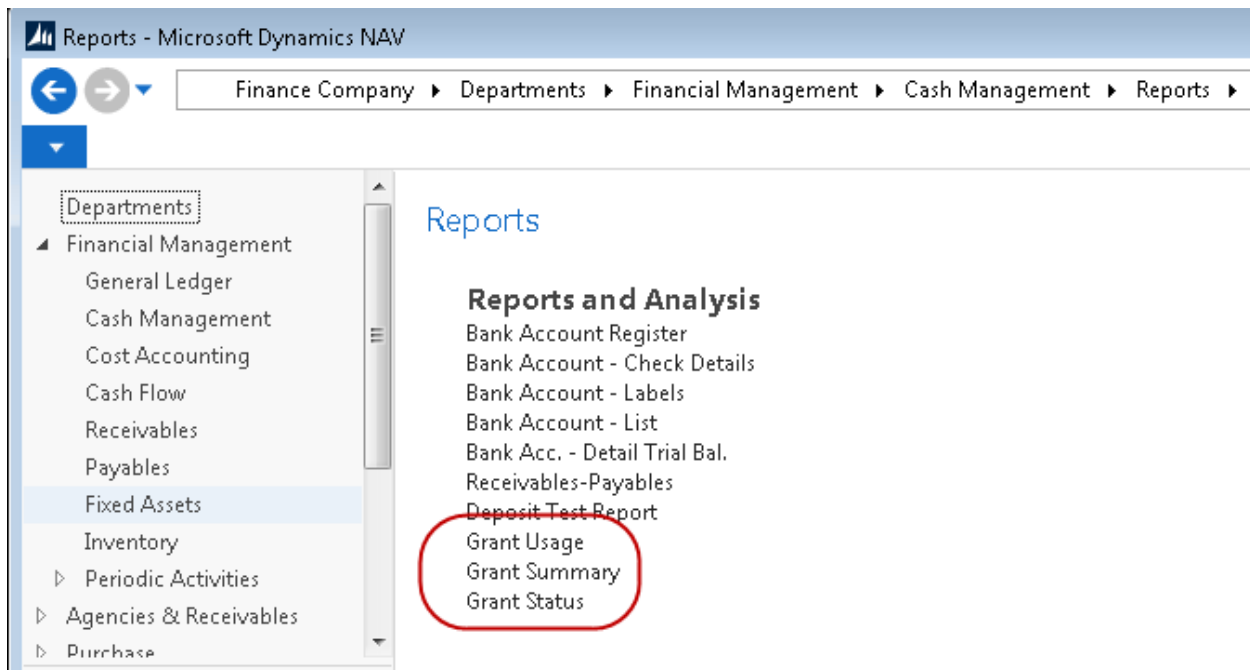 Reports - Microsoft Dynamics NAV
Finance Company ▸ Departments ▸ Financial Management ▸ Cash Management ▸ Reports ▸
Departments
Financial Management
General Ledger
Cash Management
Cost Accounting
Cash Flow
Receivables
Payables
Fixed Assets
Inventory
Periodic Activities
Agencies & Receivables
Purchase
Reports
Reports and Analysis
Bank Account Register
Bank Account - Check Details
Bank Account - Labels
Bank Account - List
Bank Acc. - Detail Trial Bal.
Receivables-Payables
Deposit Test Report
Grant Usage
Grant Summary
Grant Status